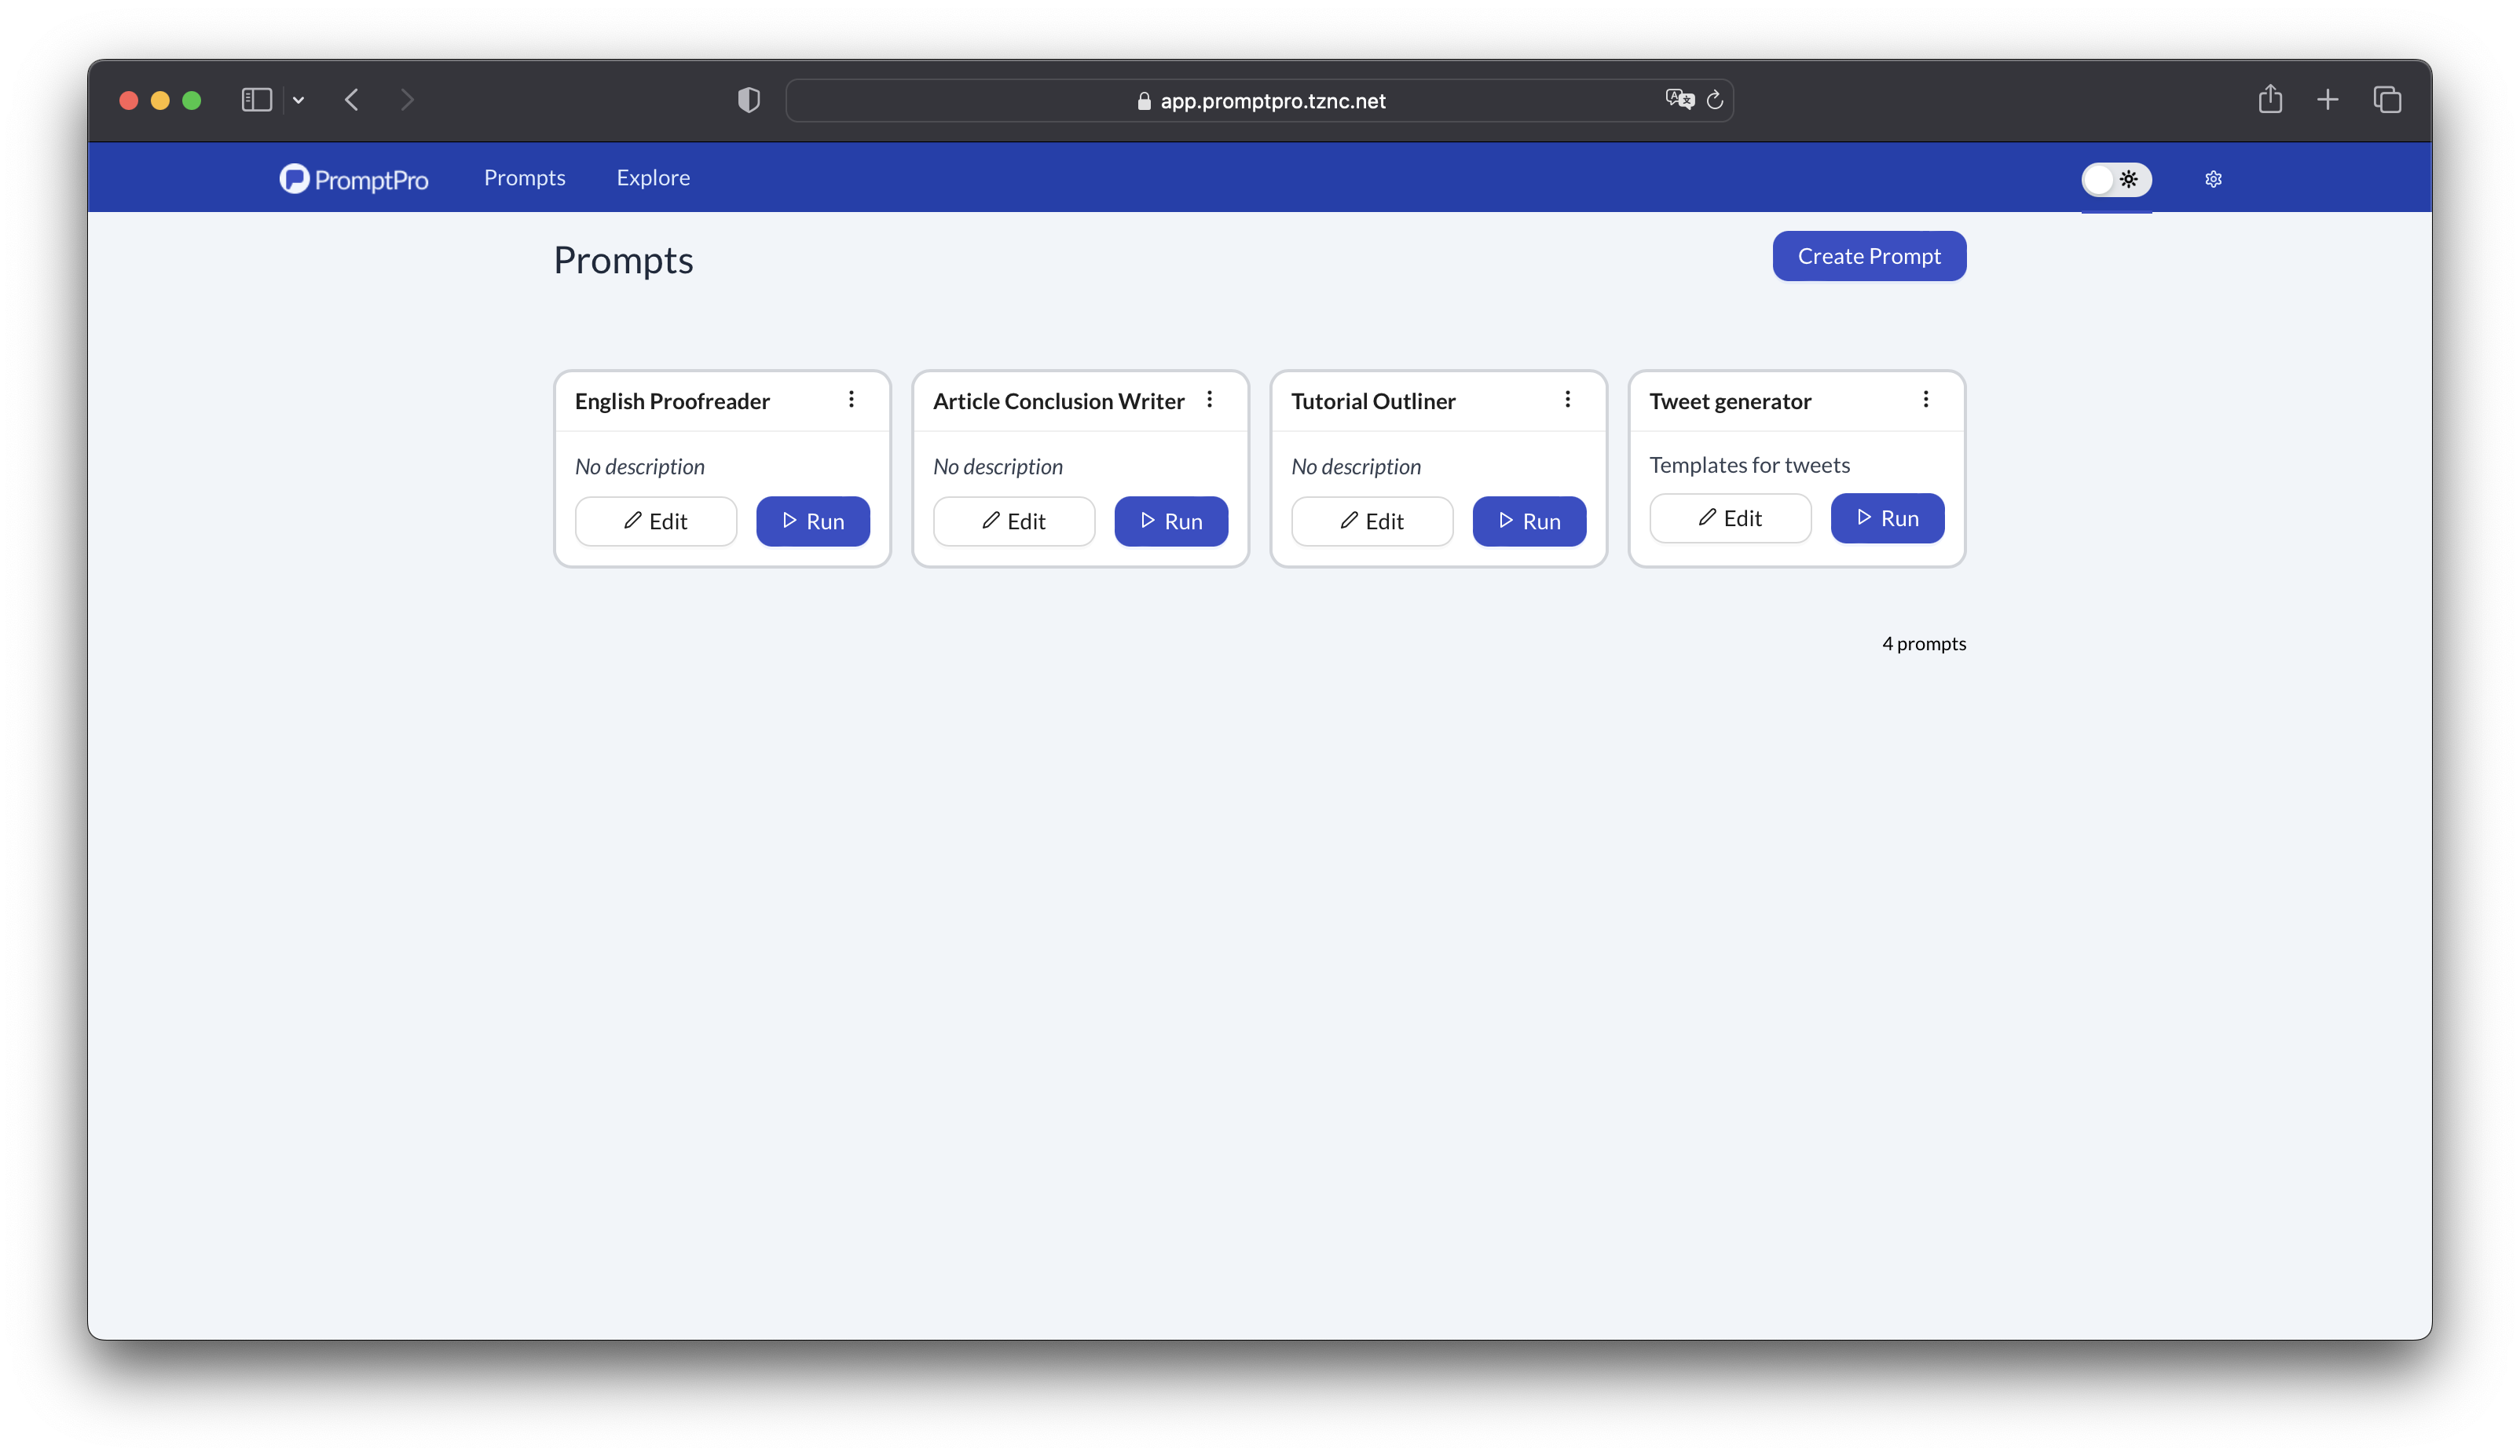 app.promptpro.tznc.net
PromptPro Prompts Explore
Prompts Create Prompt
English Proofreader
No description
Edit Run
Article Conclusion Writer
No description
Edit Run
Tutorial Outliner
No description
Edit Run
Tweet generator
Templates for tweets
Edit Run
4 prompts